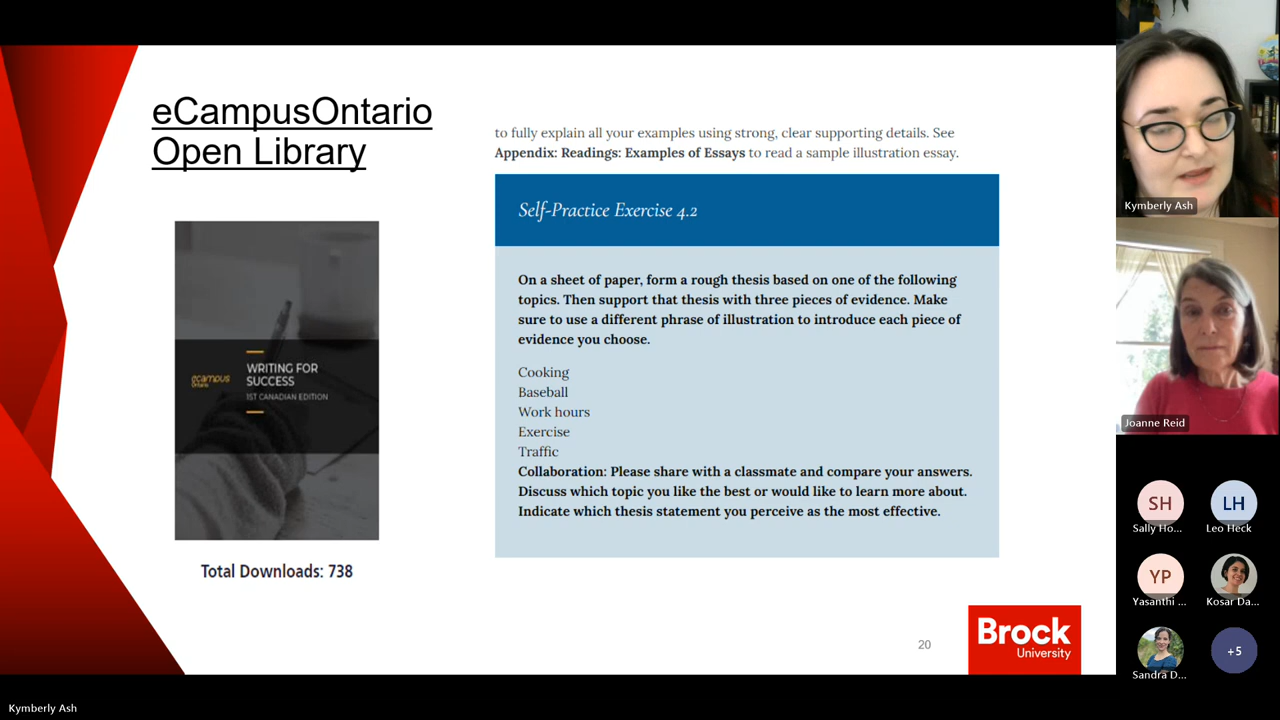 eCampusOntario
Open Library
to fully explain all your examples using strong, clear supporting details. See
Appendix: Readings: Examples of Essays to read a sample illustration essay.
Self-Practice Exercise 4.2
On a sheet of paper, form a rough thesis based on one of the following
topics. Then support that thesis with three pieces of evidence. Make
sure to use a different phrase of illustration to introduce each piece of
evidence you choose.
Cooking
Baseball
Work hours
Exercise
Traffic
Collaboration: Please share with a classmate and compare your answers.
Discuss which topic you like the best or would like to learn more about.
Indicate which thesis statement you perceive as the most effective.
eCampus
Ontario
WRITING FOR
SUCCESS
1ST CANADIAN EDITION
Total Downloads: 738
20
Brock
University
Kymberly Ash
Joanne Reid
SH
LH
Sally Ho...
Leo Heck
YP
Yasanthi ...
Kosar Da...
Sandra D...
+5
Kymberly Ash